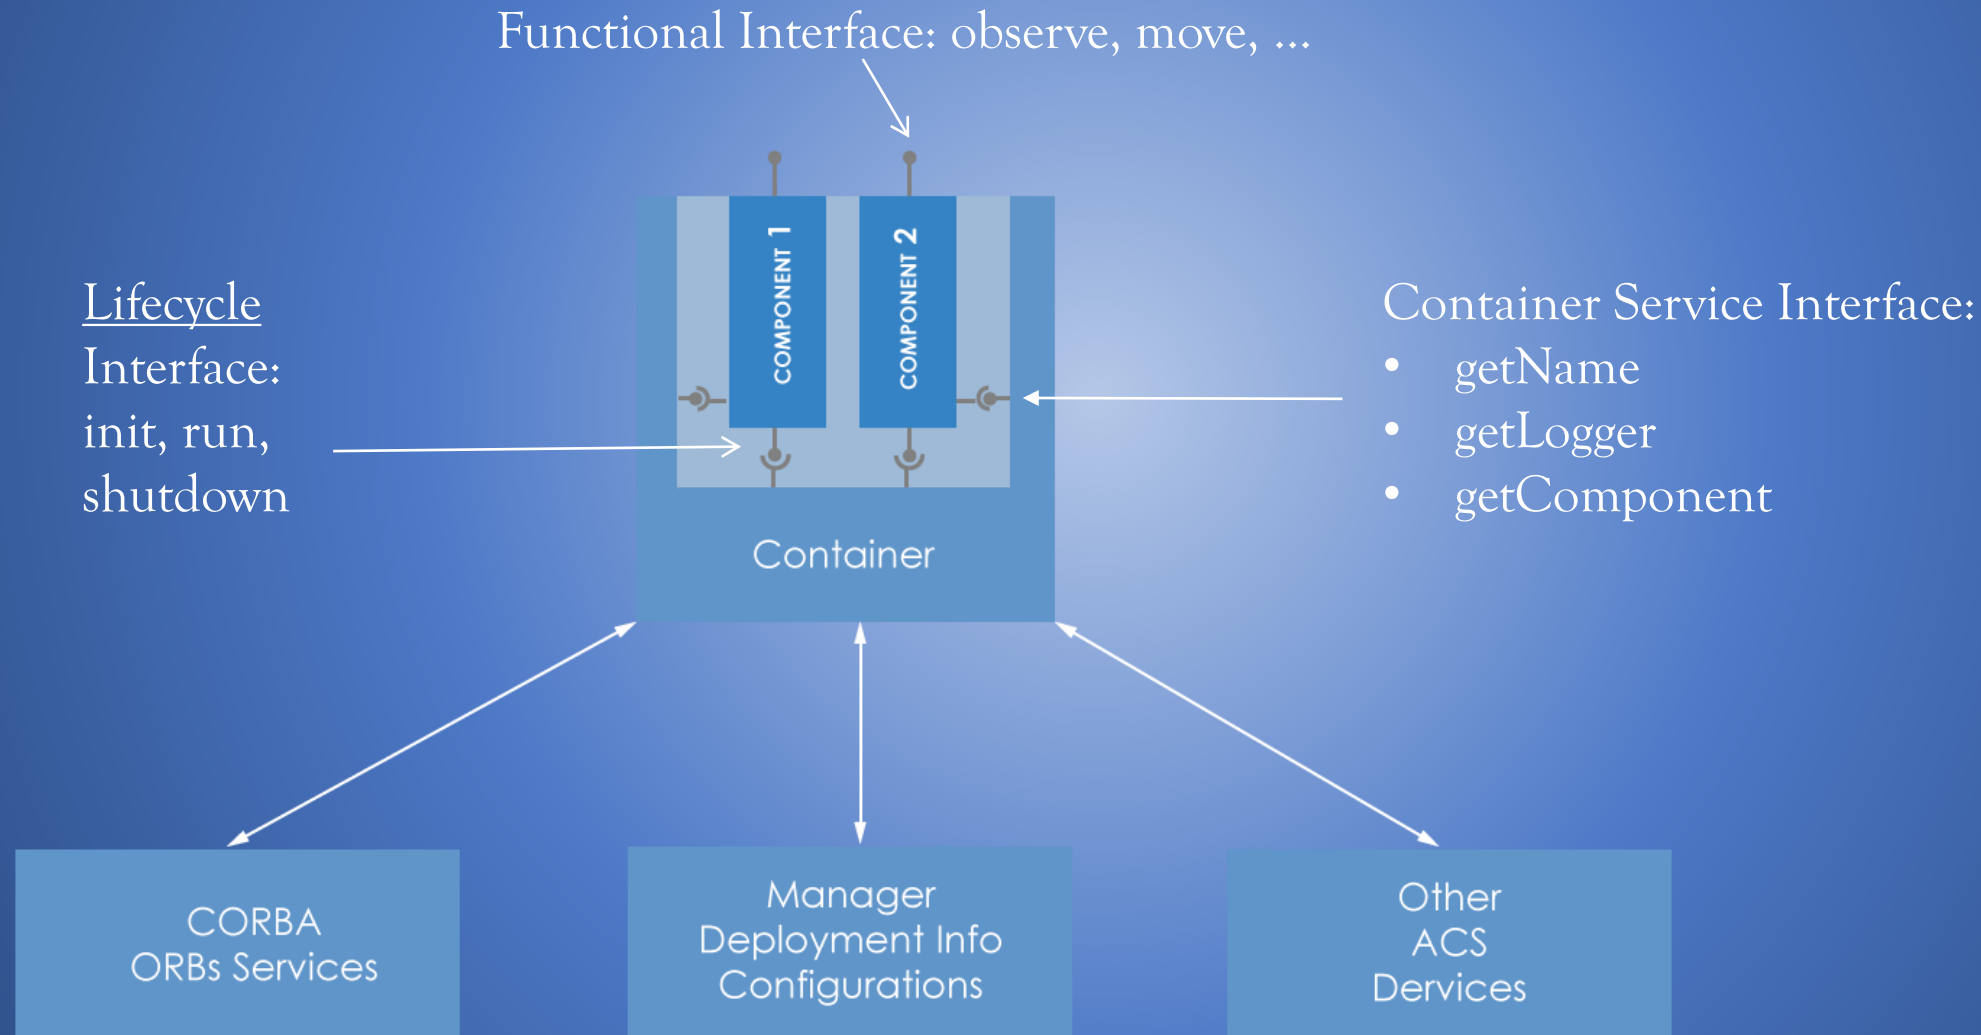 Functional Interface: observe, move, ...
COMPONENT 1
COMPONENT 2
Lifecycle
Interface:
init, run,
shutdown
Container Service Interface:
• getName
• getLogger
• getComponent
Container
CORBA
ORBs Services
Manager
Deployment Info
Configurations
Other
ACS
Dervices